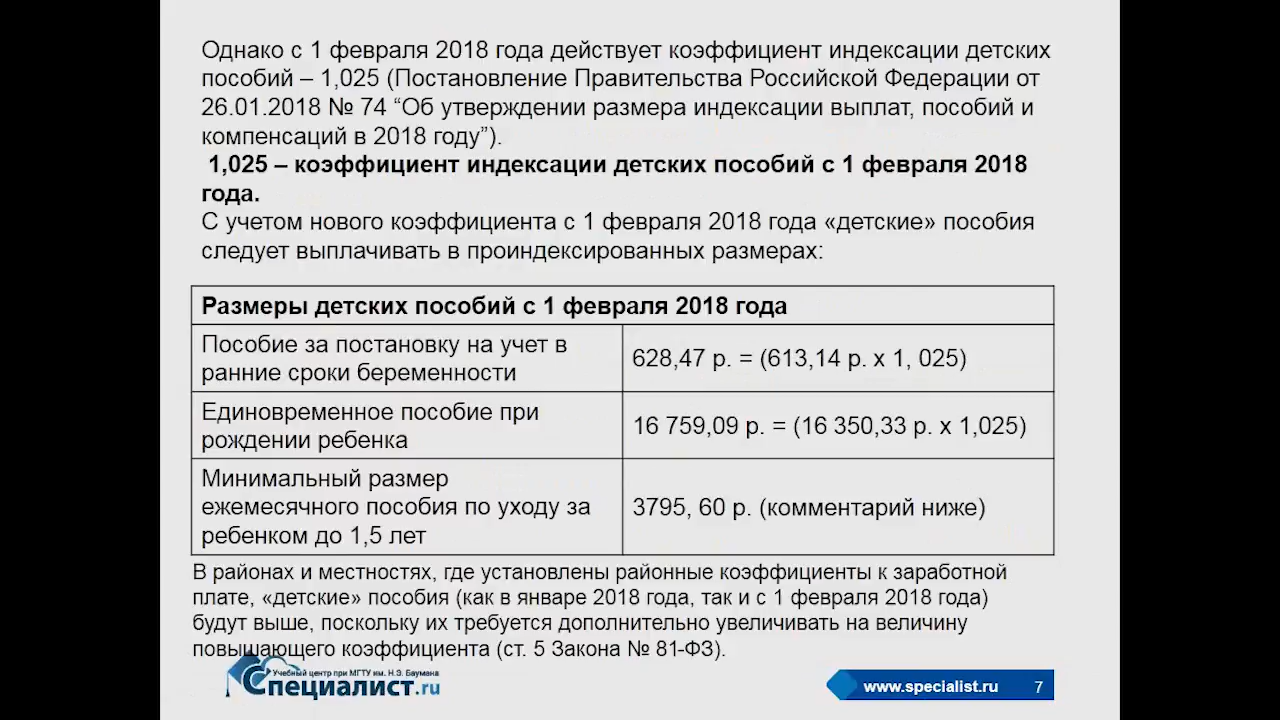 Однако с 1 февраля 2018 года действует коэффициент индексации детских
пособий – 1,025 (Постановление Правительства Российской Федерации от
26.01.2018 № 74 “Об утверждении размера индексации выплат, пособий и
компенсаций в 2018 году”).
1,025 – коэффициент индексации детских пособий с 1 февраля 2018
года.
С учетом нового коэффициента с 1 февраля 2018 года «детские» пособия
следует выплачивать в проиндексированных размерах:
Размеры детских пособий с 1 февраля 2018 года
Пособие за постановку на учет в
ранние сроки беременности
628,47 р. = (613,14 р. х 1, 025)
Единовременное пособие при
рождении ребенка
16 759,09 р. = (16 350,33 р. х 1,025)
Минимальный размер
ежемесячного пособия по уходу за
ребенком до 1,5 лет
3795, 60 р. (комментарий ниже)
В районах и местностях, где установлены районные коэффициенты к заработной
плате, «детские» пособия (как в январе 2018 года, так и с 1 февраля 2018 года)
будут выше, поскольку их требуется дополнительно увеличивать на величину
повышающего коэффициента (ст. 5 Закона № 81-ФЗ).
Учебный центр при МГТУ им. Н.Э. Баумана
Специалист.ru
www.specialist.ru 7